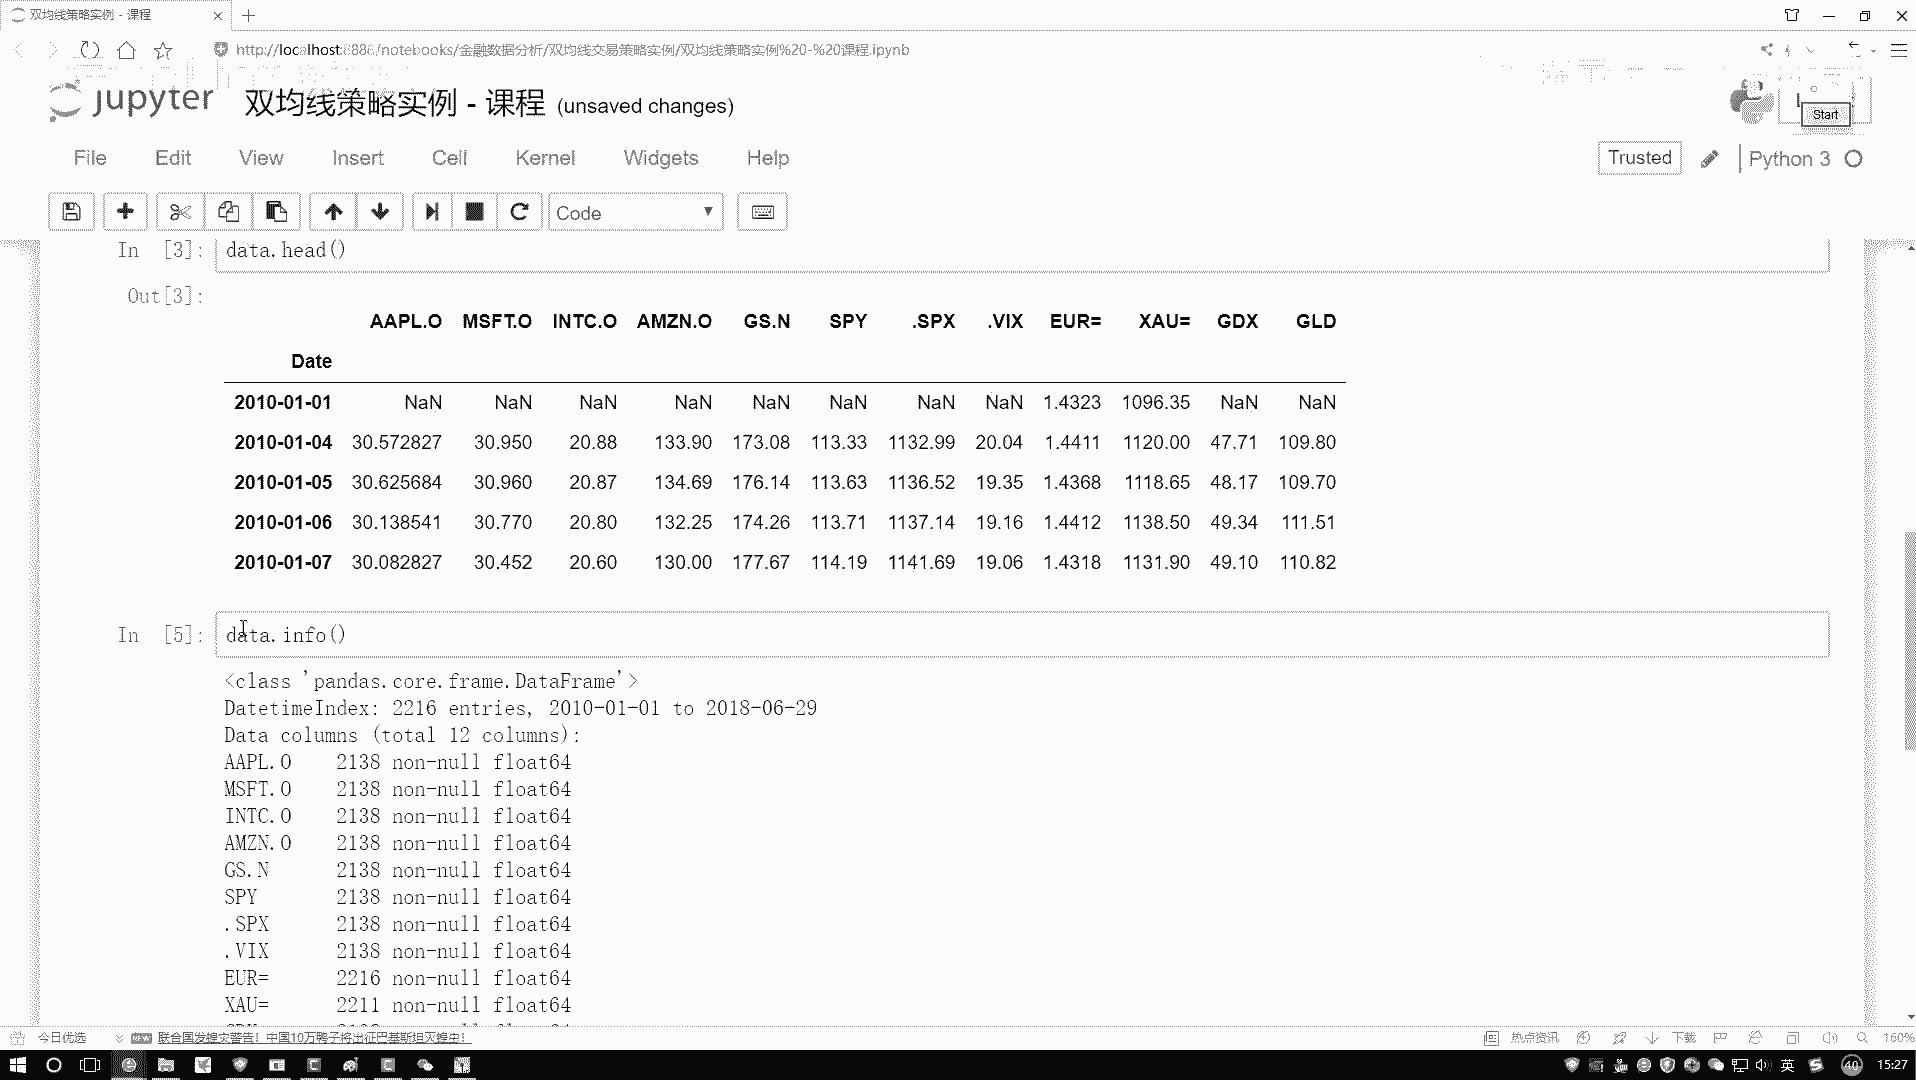 双均线策略实例 - 课程
http://localhost:8888/notebooks/金融数据分析/双均线交易策略实例/双均线策略实例%20-%20课程.ipynb
jupyter 双均线策略实例 - 课程 (unsaved changes)
Start
File Edit View Insert Cell Kernel Widgets Help
Trusted Python 3
Code
In [3]: data.head()
Out[3]:
AAPL.O MSFT.O INTC.O AMZN.O GS.N SPY .SPX .VIX EUR= XAU= GDX GLD
Date
2010-01-01 NaN NaN NaN NaN NaN NaN NaN NaN 1.4323 1096.35 NaN NaN
2010-01-04 30.572827 30.950 20.88 133.90 173.08 113.33 1132.99 20.04 1.4411 1120.00 47.71 109.80
2010-01-05 30.625684 30.960 20.87 134.69 176.14 113.63 1136.52 19.35 1.4368 1118.65 48.17 109.70
2010-01-06 30.138541 30.770 20.80 132.25 174.26 113.71 1137.14 19.16 1.4412 1138.50 49.34 111.51
2010-01-07 30.082827 30.452 20.60 130.00 177.67 114.19 1141.69 19.06 1.4318 1131.90 49.10 110.82
In [5]: data.info()
<class 'pandas.core.frame.DataFrame'>
DatetimeIndex: 2216 entries, 2010-01-01 to 2018-06-29
Data columns (total 12 columns):
AAPL.O 2138 non-null float64
MSFT.O 2138 non-null float64
INTC.O 2138 non-null float64
AMZN.O 2138 non-null float64
GS.N 2138 non-null float64
SPY 2138 non-null float64
.SPX 2138 non-null float64
.VIX 2138 non-null float64
EUR= 2216 non-null float64
XAU= 2211 non-null float64
今日优选 NEW 联合国发蝗灾警告！中国10万鸭子将出征巴基斯坦灭蝗虫！ 热点资讯 下载 160%
英 40 15:27